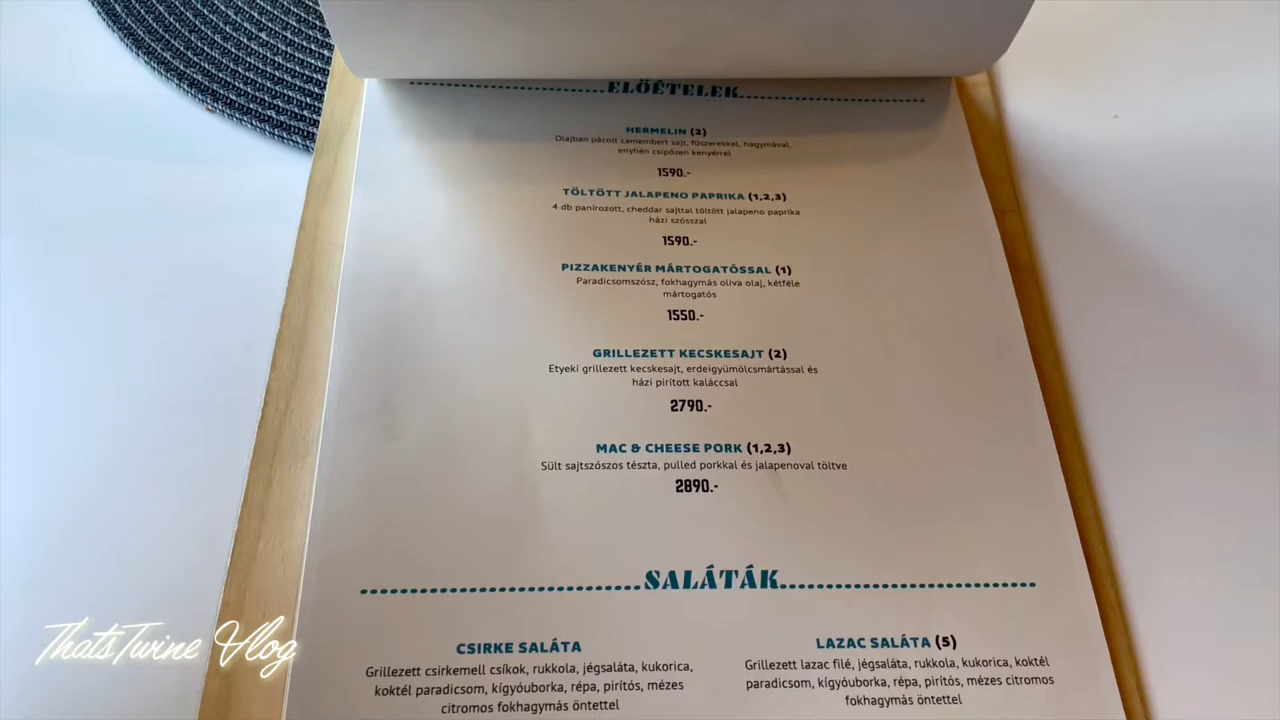 ELŐÉTELEK
HERMELIN (2)
Olajban pácolt camembert sajt, fűszerekkel, hagymával,
enyhén csípősen kenyérrel
1590.-
TÖLTÖTT JALAPENO PAPRIKA (1,2,3)
4 db panírozott, cheddar sajttal töltött jalapeno paprika
házi szósszal
1590.-
PIZZAKENYÉR MÁRTOGATÓSSAL (1)
Paradicsomszósz, fokhagymás oliva olaj, kétféle
mártogatós
1550.-
GRILLEZETT KECSKESAJT (2)
Etyeki grillezett kecskesajt, erdeigyümölcsmártással és
házi pirított kaláccsal
2790.-
MAC & CHEESE PORK (1,2,3)
Sült sajtszószos tészta, pulled porkkal és jalapenoval töltve
2890.-
SALÁTÁK
CSIRKE SALÁTA
Grillezett csirkemell csíkok, rukkola, jégsaláta, kukorica,
koktél paradicsom, kígyóuborka, répa, pirítós, mézes
citromos fokhagymás öntettel
LAZAC SALÁTA (5)
Grillezett lazac filé, jégsaláta, rukkola, kukorica, koktél
paradicsom, kígyóuborka, répa, pirítós, mézes citromos
fokhagymás öntettel
ThatsTwine Vlog